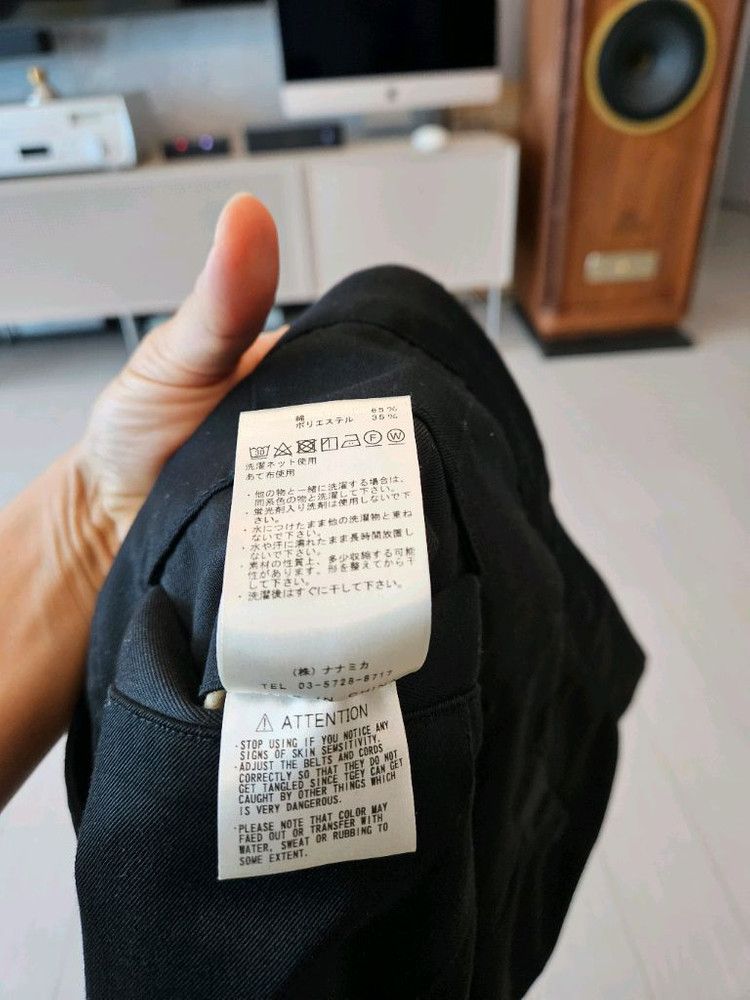 綿 65%
ポリエステル 35%
F W
洗濯ネット使用
あて布使用
・他の物と一緒に洗濯する場合は、
同系色の物と洗濯して下さい。
・蛍光剤入り洗剤は使用しないで下
さい。
・水につけたまま他の洗濯物と重ね
ないで下さい。
・水や汗に濡れたまま長時間放置し
ないで下さい。
・素材の性質上、多少収縮する可能
性があります。形を整えてから干
して下さい。
・洗濯後はすぐに干して下さい。
(株)ナナミカ
TEL 03-5728-8717
IN
ATTENTION
·STOP USING IF YOU NOTICE ANY
SIGNS OF SKIN SENSITIVITY.
·ADJUST THE BELTS AND CORDS
CORRECTLY SO THAT THEY DO NOT
GET TANGLED SINCE TGEY CAN GET
CAUGHT BY OTHER THINGS WHICH
IS VERY DANGEROUS.
·PLEASE NOTE THAT COLOR MAY
FAED OUT OR TRANSFER WITH
WATER, SWEAT OR RUBBING TO
SOME EXTENT.